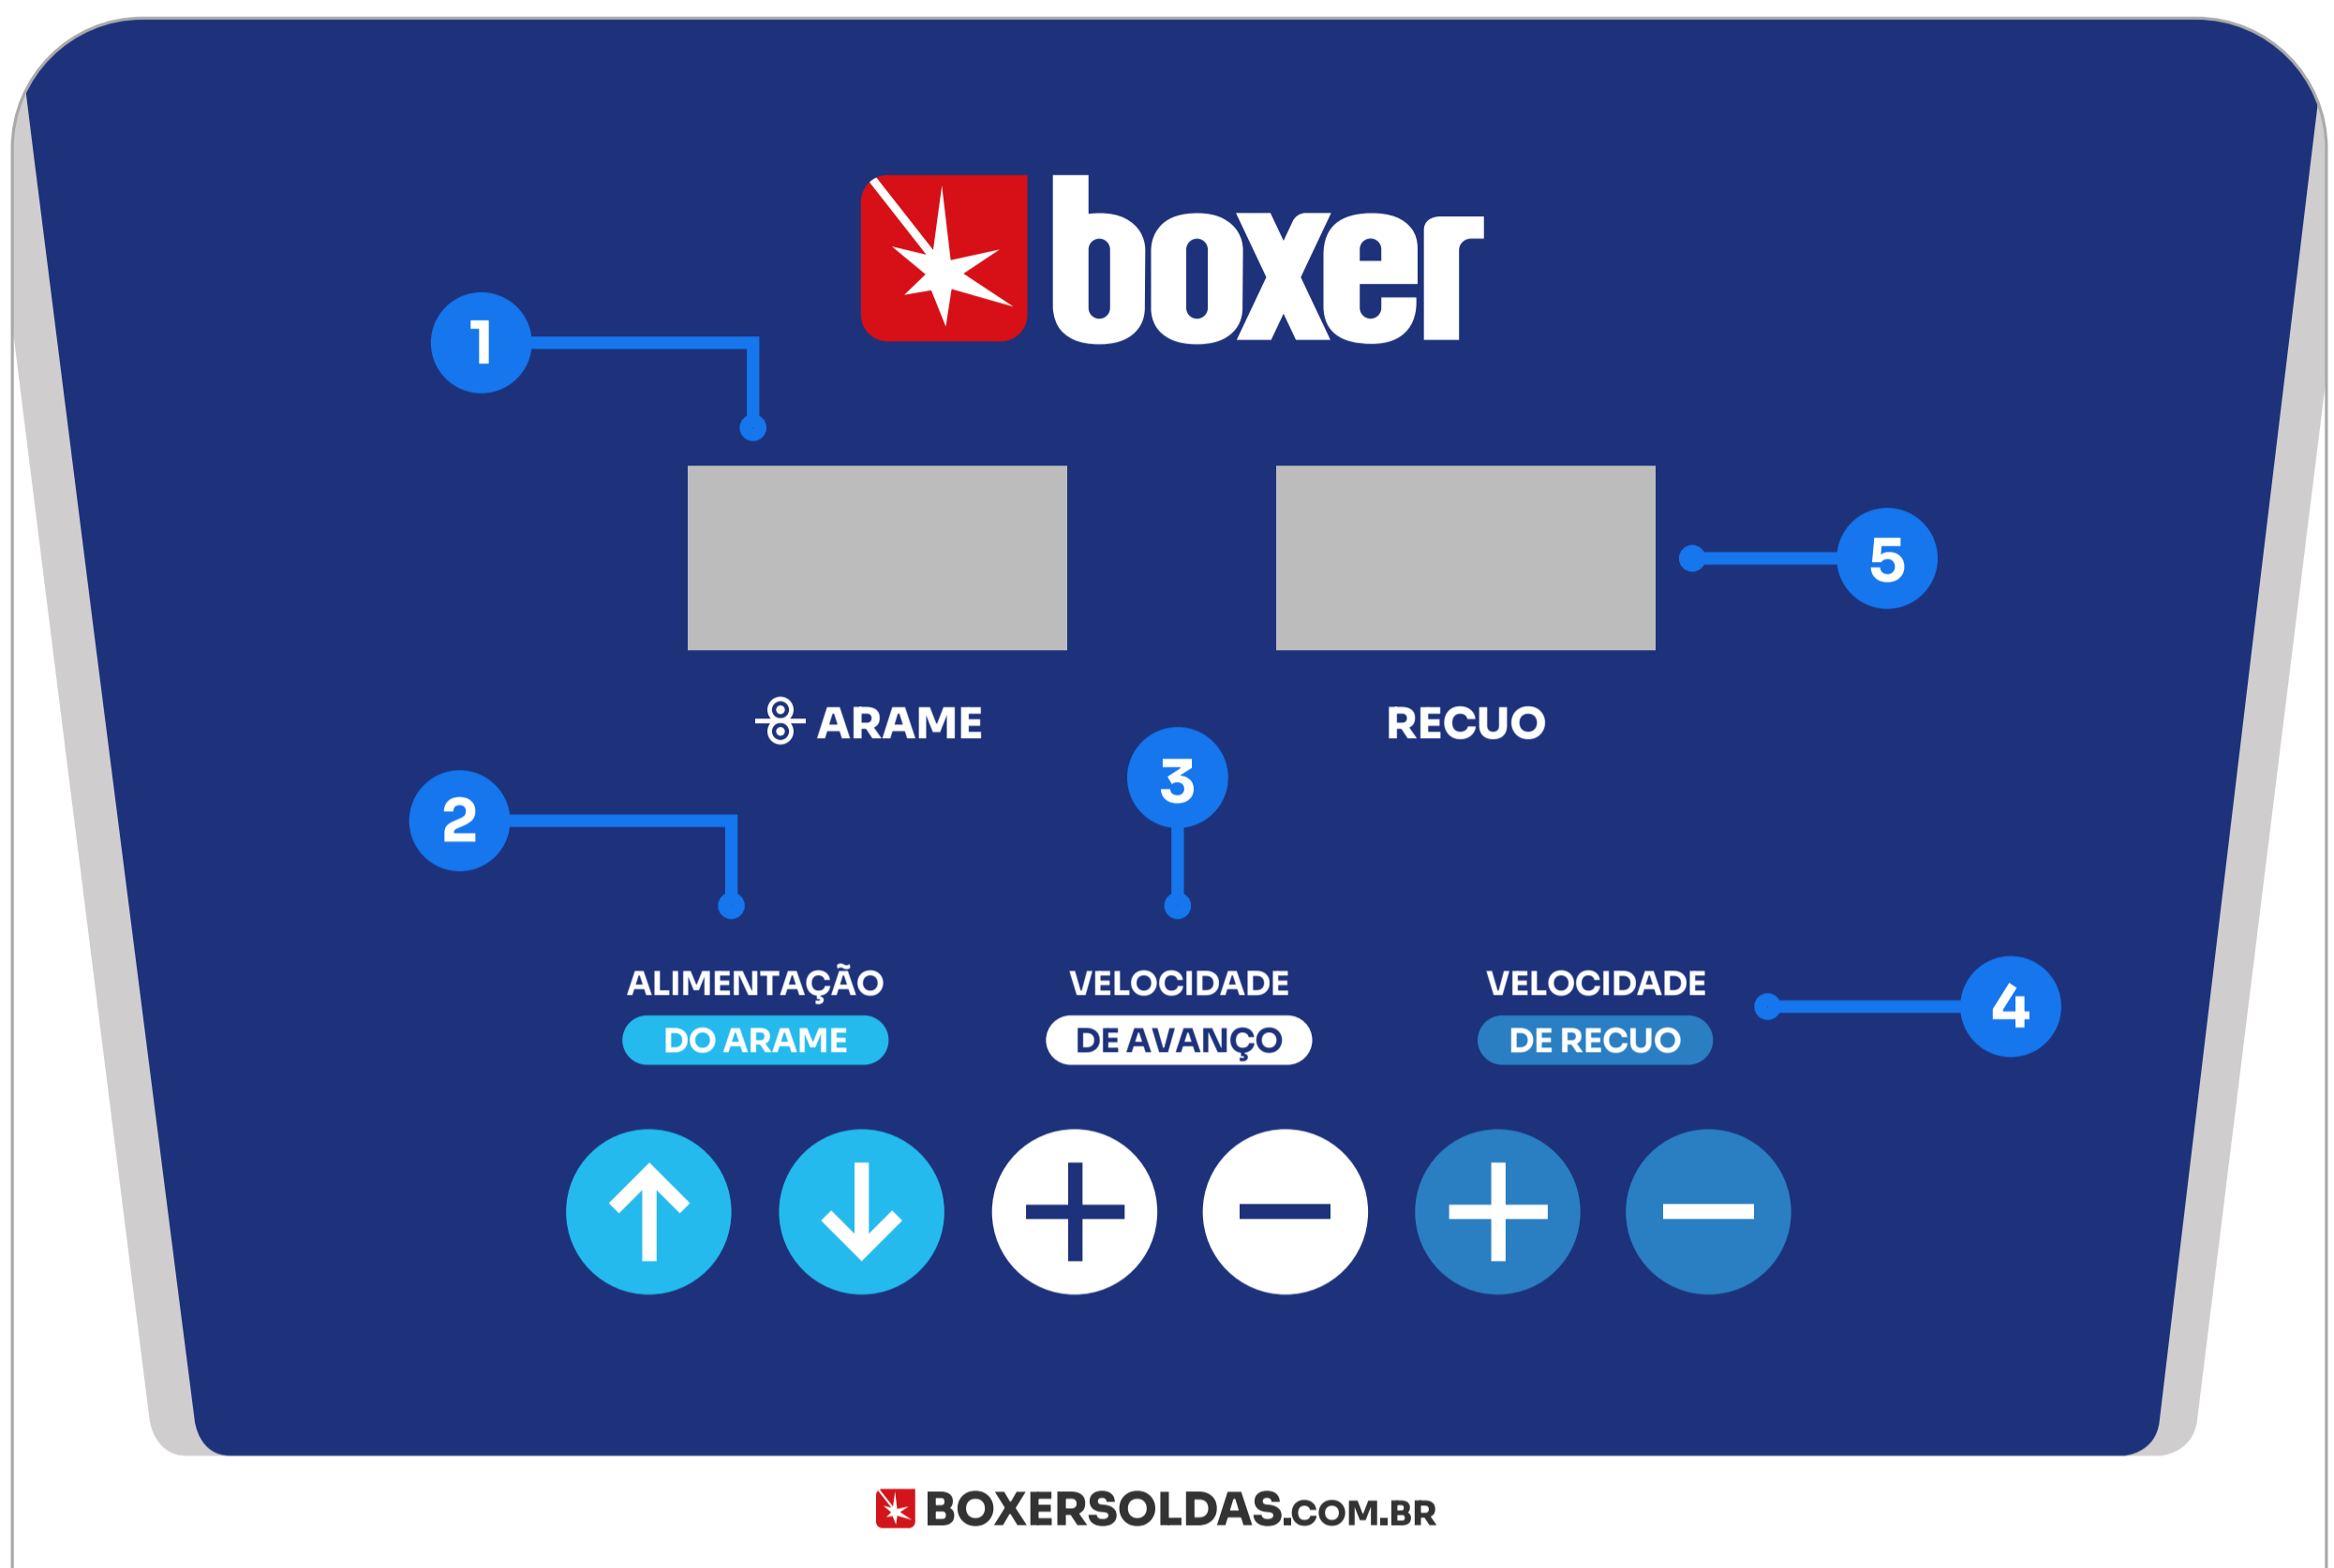 boxer
1
5
ARAME
RECUO
2
3
4
ALIMENTAÇÃO
DO ARAME
VELOCIDADE
DE AVANÇO
VELOCIDADE
DE RECUO
BOXERSOLDAS.COM.BR